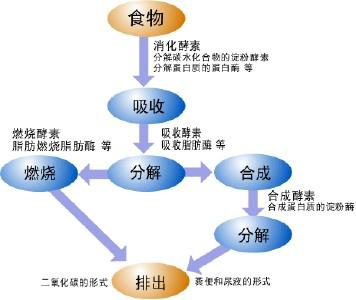 食物
消化酵素
分解碳水化合物的淀粉酵素
分解蛋白质的蛋白酶 等
吸收
燃烧酵素
脂肪燃烧脂肪酶 等
吸收酵素
吸收脂肪酶 等
燃烧
分解
合成
合成酵素
合成蛋白质的淀粉酶
分解
二氧化碳的形式
排出
粪便和尿液的形式